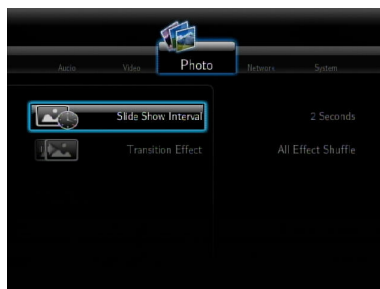 Audio Video Photo Network System
Slide Show Interval 2 Seconds
Transition Effect All Effect Shuffle